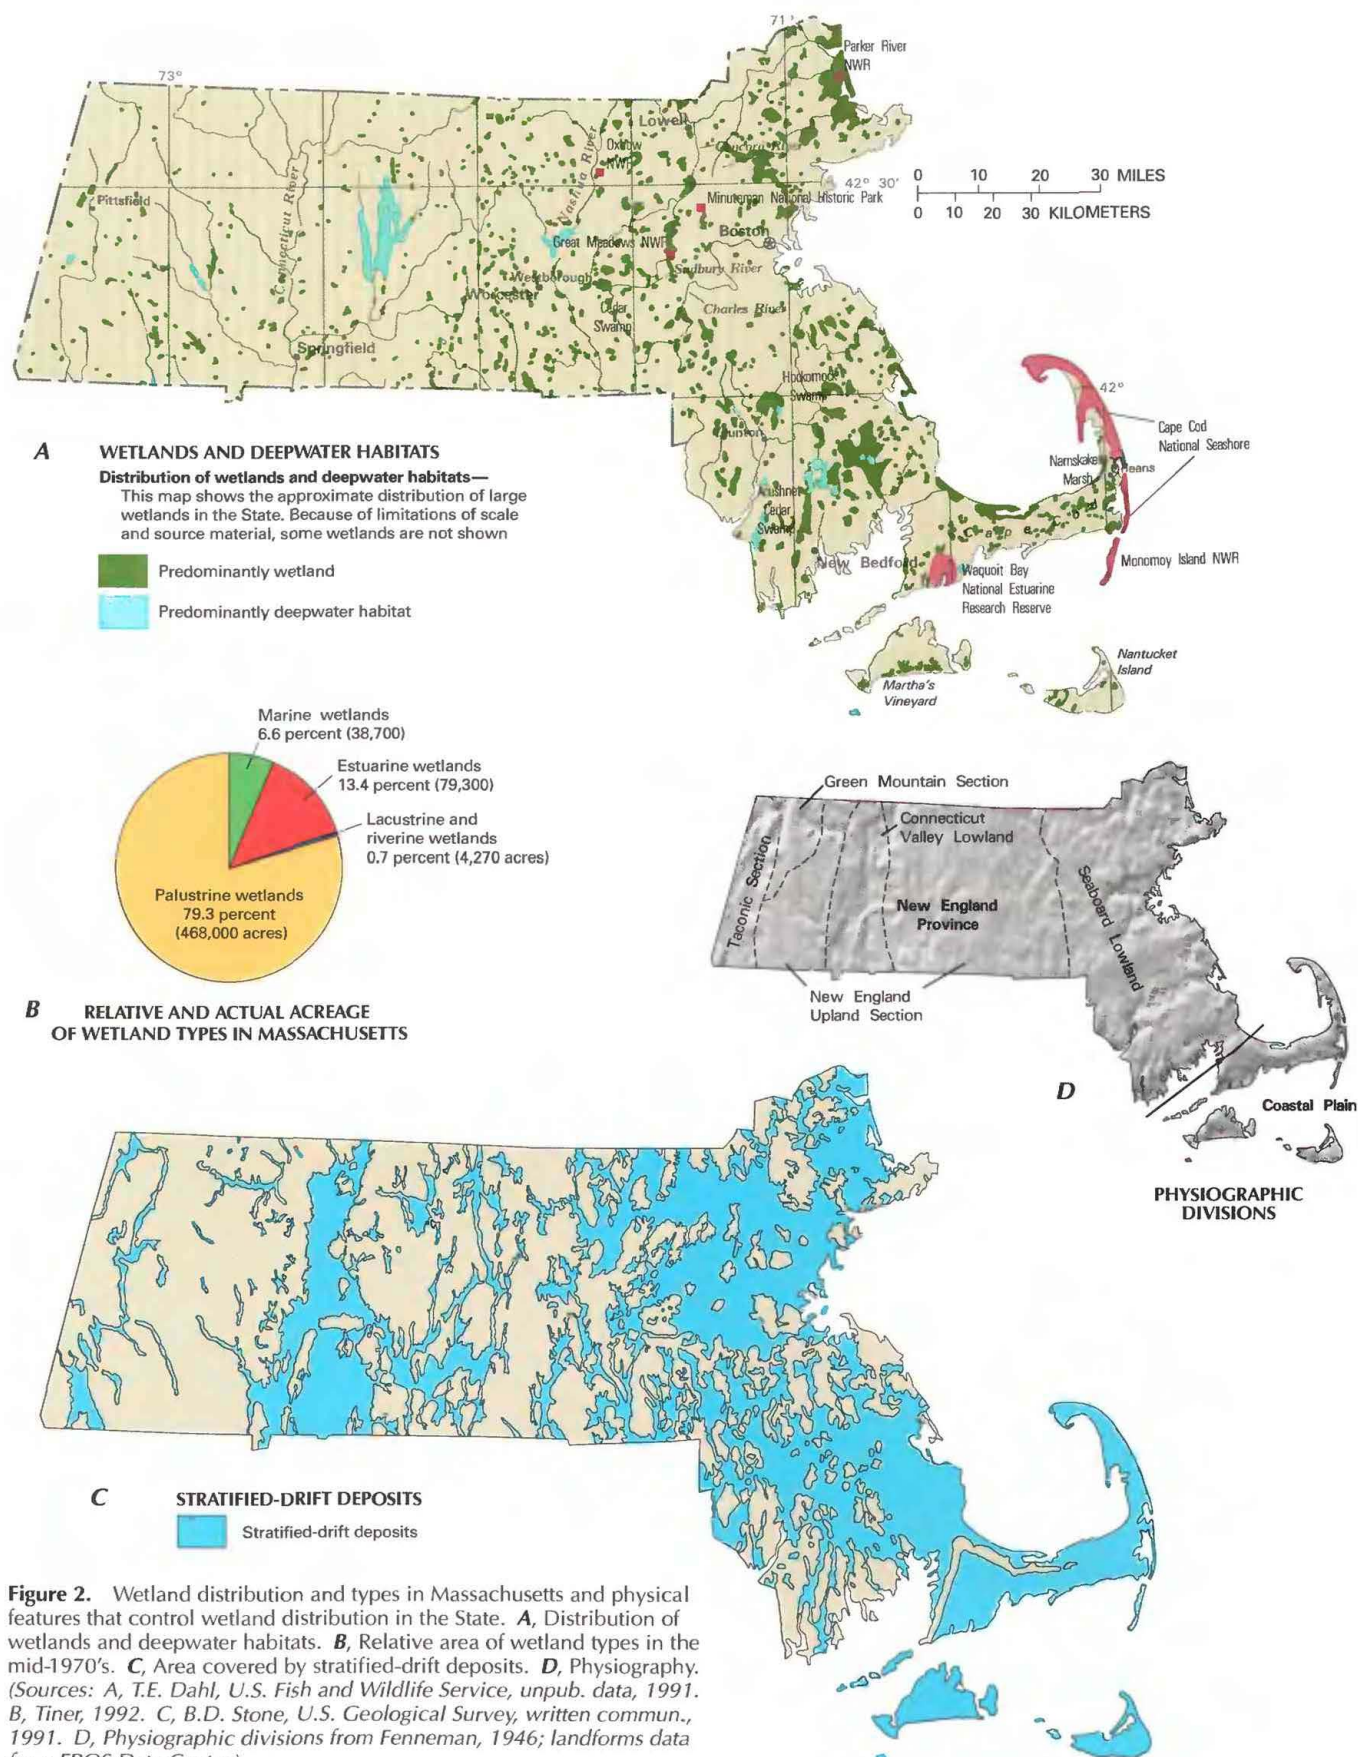 71°
Parker River
NWR
73°
Lowell
Oxbow
NWR
Concord River
Nashua River
42° 30'
0 10 20 30 MILES
0 10 20 30 KILOMETERS
Pittsfield
Minuteman National Historic Park
Connecticut River
Boston
Great Meadows NWR
Sudbury River
Westborough
Worcester
Cedar
Swamp
Charles River
Springfield
Hockomock
Swamp
42°
Cape Cod
National Seashore
Taunton
Namskaket
Marsh
Orleans
Acushnet
Cedar
Swamp
Cape Cod
New Bedford
Waquoit Bay
National Estuarine
Research Reserve
Monomoy Island NWR
Martha's
Vineyard
Nantucket
Island
A WETLANDS AND DEEPWATER HABITATS
Distribution of wetlands and deepwater habitats—
This map shows the approximate distribution of large
wetlands in the State. Because of limitations of scale
and source material, some wetlands are not shown
Predominantly wetland
Predominantly deepwater habitat
Marine wetlands
6.6 percent (38,700)
Estuarine wetlands
13.4 percent (79,300)
Lacustrine and
riverine wetlands
0.7 percent (4,270 acres)
Palustrine wetlands
79.3 percent
(468,000 acres)
B RELATIVE AND ACTUAL ACREAGE
OF WETLAND TYPES IN MASSACHUSETTS
Green Mountain Section
Connecticut
Valley Lowland
Taconic Section
New England
Province
Seaboard Lowland
New England
Upland Section
D
Coastal Plain
PHYSIOGRAPHIC
DIVISIONS
C STRATIFIED-DRIFT DEPOSITS
Stratified-drift deposits
Figure 2. Wetland distribution and types in Massachusetts and physical
features that control wetland distribution in the State. A, Distribution of
wetlands and deepwater habitats. B, Relative area of wetland types in the
mid-1970's. C, Area covered by stratified-drift deposits. D, Physiography.
(Sources: A, T.E. Dahl, U.S. Fish and Wildlife Service, unpub. data, 1991.
B, Tiner, 1992. C, B.D. Stone, U.S. Geological Survey, written commun.,
1991. D, Physiographic divisions from Fenneman, 1946; landforms data